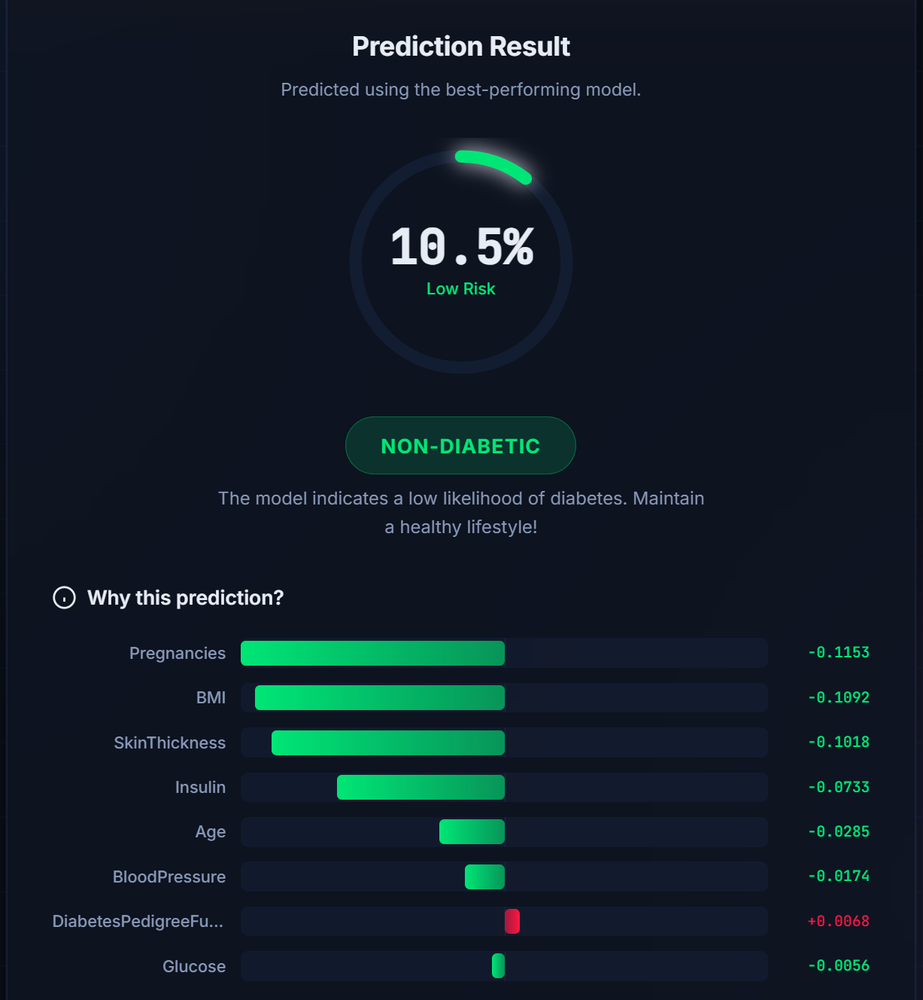 Prediction Result
Predicted using the best-performing model.
10.5%
Low Risk
NON-DIABETIC
The model indicates a low likelihood of diabetes. Maintain
a healthy lifestyle!
Why this prediction?
Pregnancies -0.1153
BMI -0.1092
SkinThickness -0.1018
Insulin -0.0733
Age -0.0285
BloodPressure -0.0174
DiabetesPedigreeFu... +0.0068
Glucose -0.0056